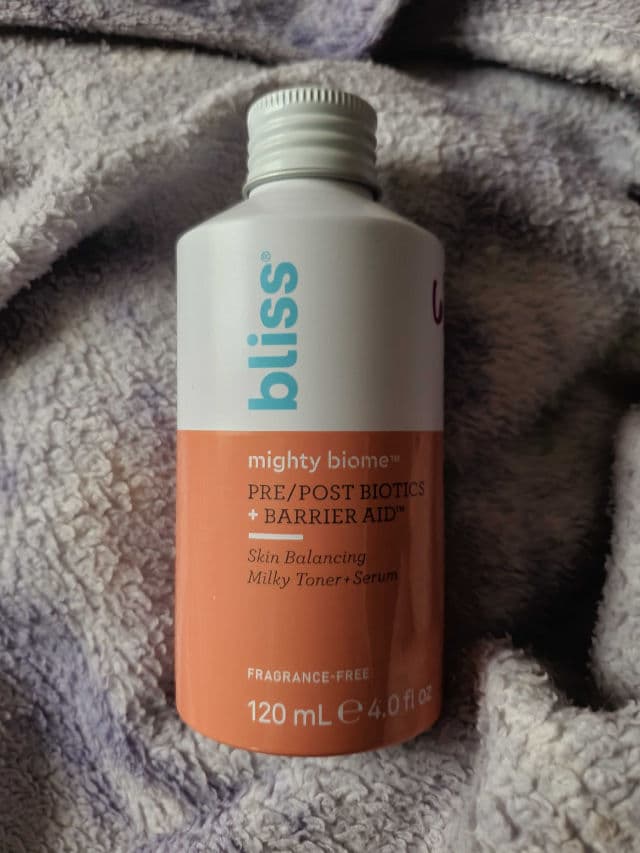 bliss®
mighty biome™
PRE/POST BIOTICS
+ BARRIER AID™
Skin Balancing
Milky Toner + Serum
FRAGRANCE-FREE
120 mL ℮ 4.0 fl oz